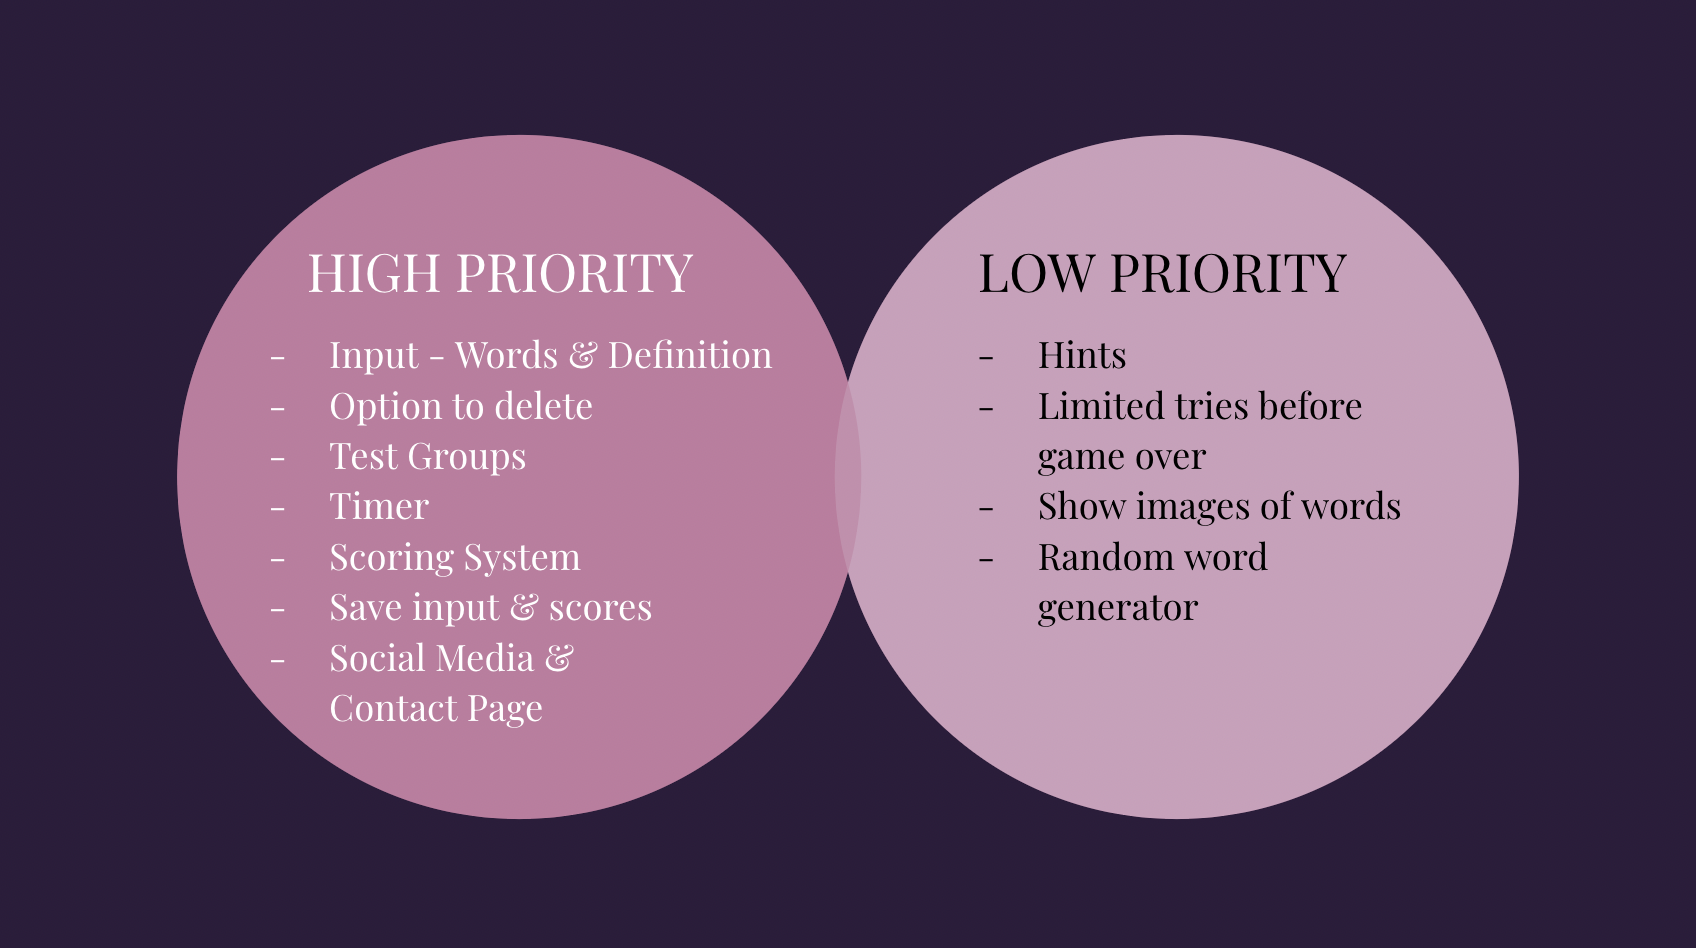 HIGH PRIORITY
- Input - Words & Definition
- Option to delete
- Test Groups
- Timer
- Scoring System
- Save input & scores
- Social Media &
Contact Page
LOW PRIORITY
- Hints
- Limited tries before
game over
- Show images of words
- Random word
generator